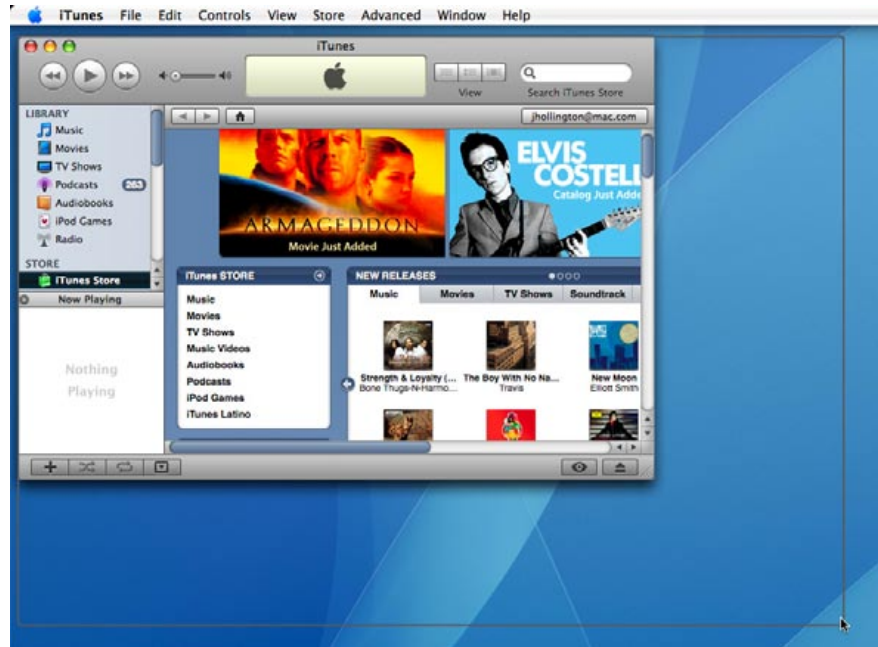 iTunes File Edit Controls View Store Advanced Window Help
iTunes
View
Search iTunes Store
LIBRARY
Music
Movies
TV Shows
Podcasts 263
Audiobooks
iPod Games
Radio
STORE
iTunes Store
Now Playing
Nothing
Playing
jhollington@mac.com
ARMAGEDDON
Movie Just Added
ELVIS
COSTELL
Catalog Just Adde
iTunes STORE
Music
Movies
TV Shows
Music Videos
Audiobooks
Podcasts
iPod Games
iTunes Latino
NEW RELEASES
Music Movies TV Shows Soundtrack
Strength & Loyalty (...
Bone Thugs-N-Harmo...
The Boy With No Na...
Travis
New Moon
Elliott Smith